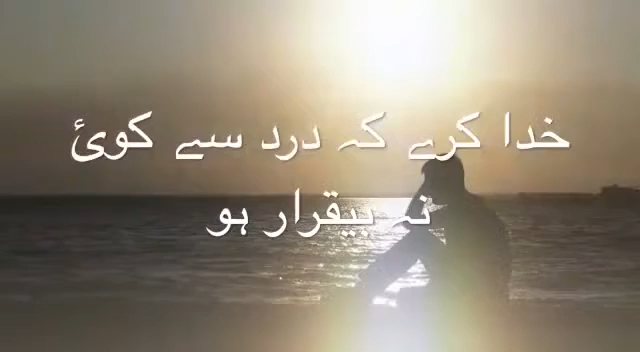 خدا کرے کہ درد سے کوئ
نہ بیقرار ہو